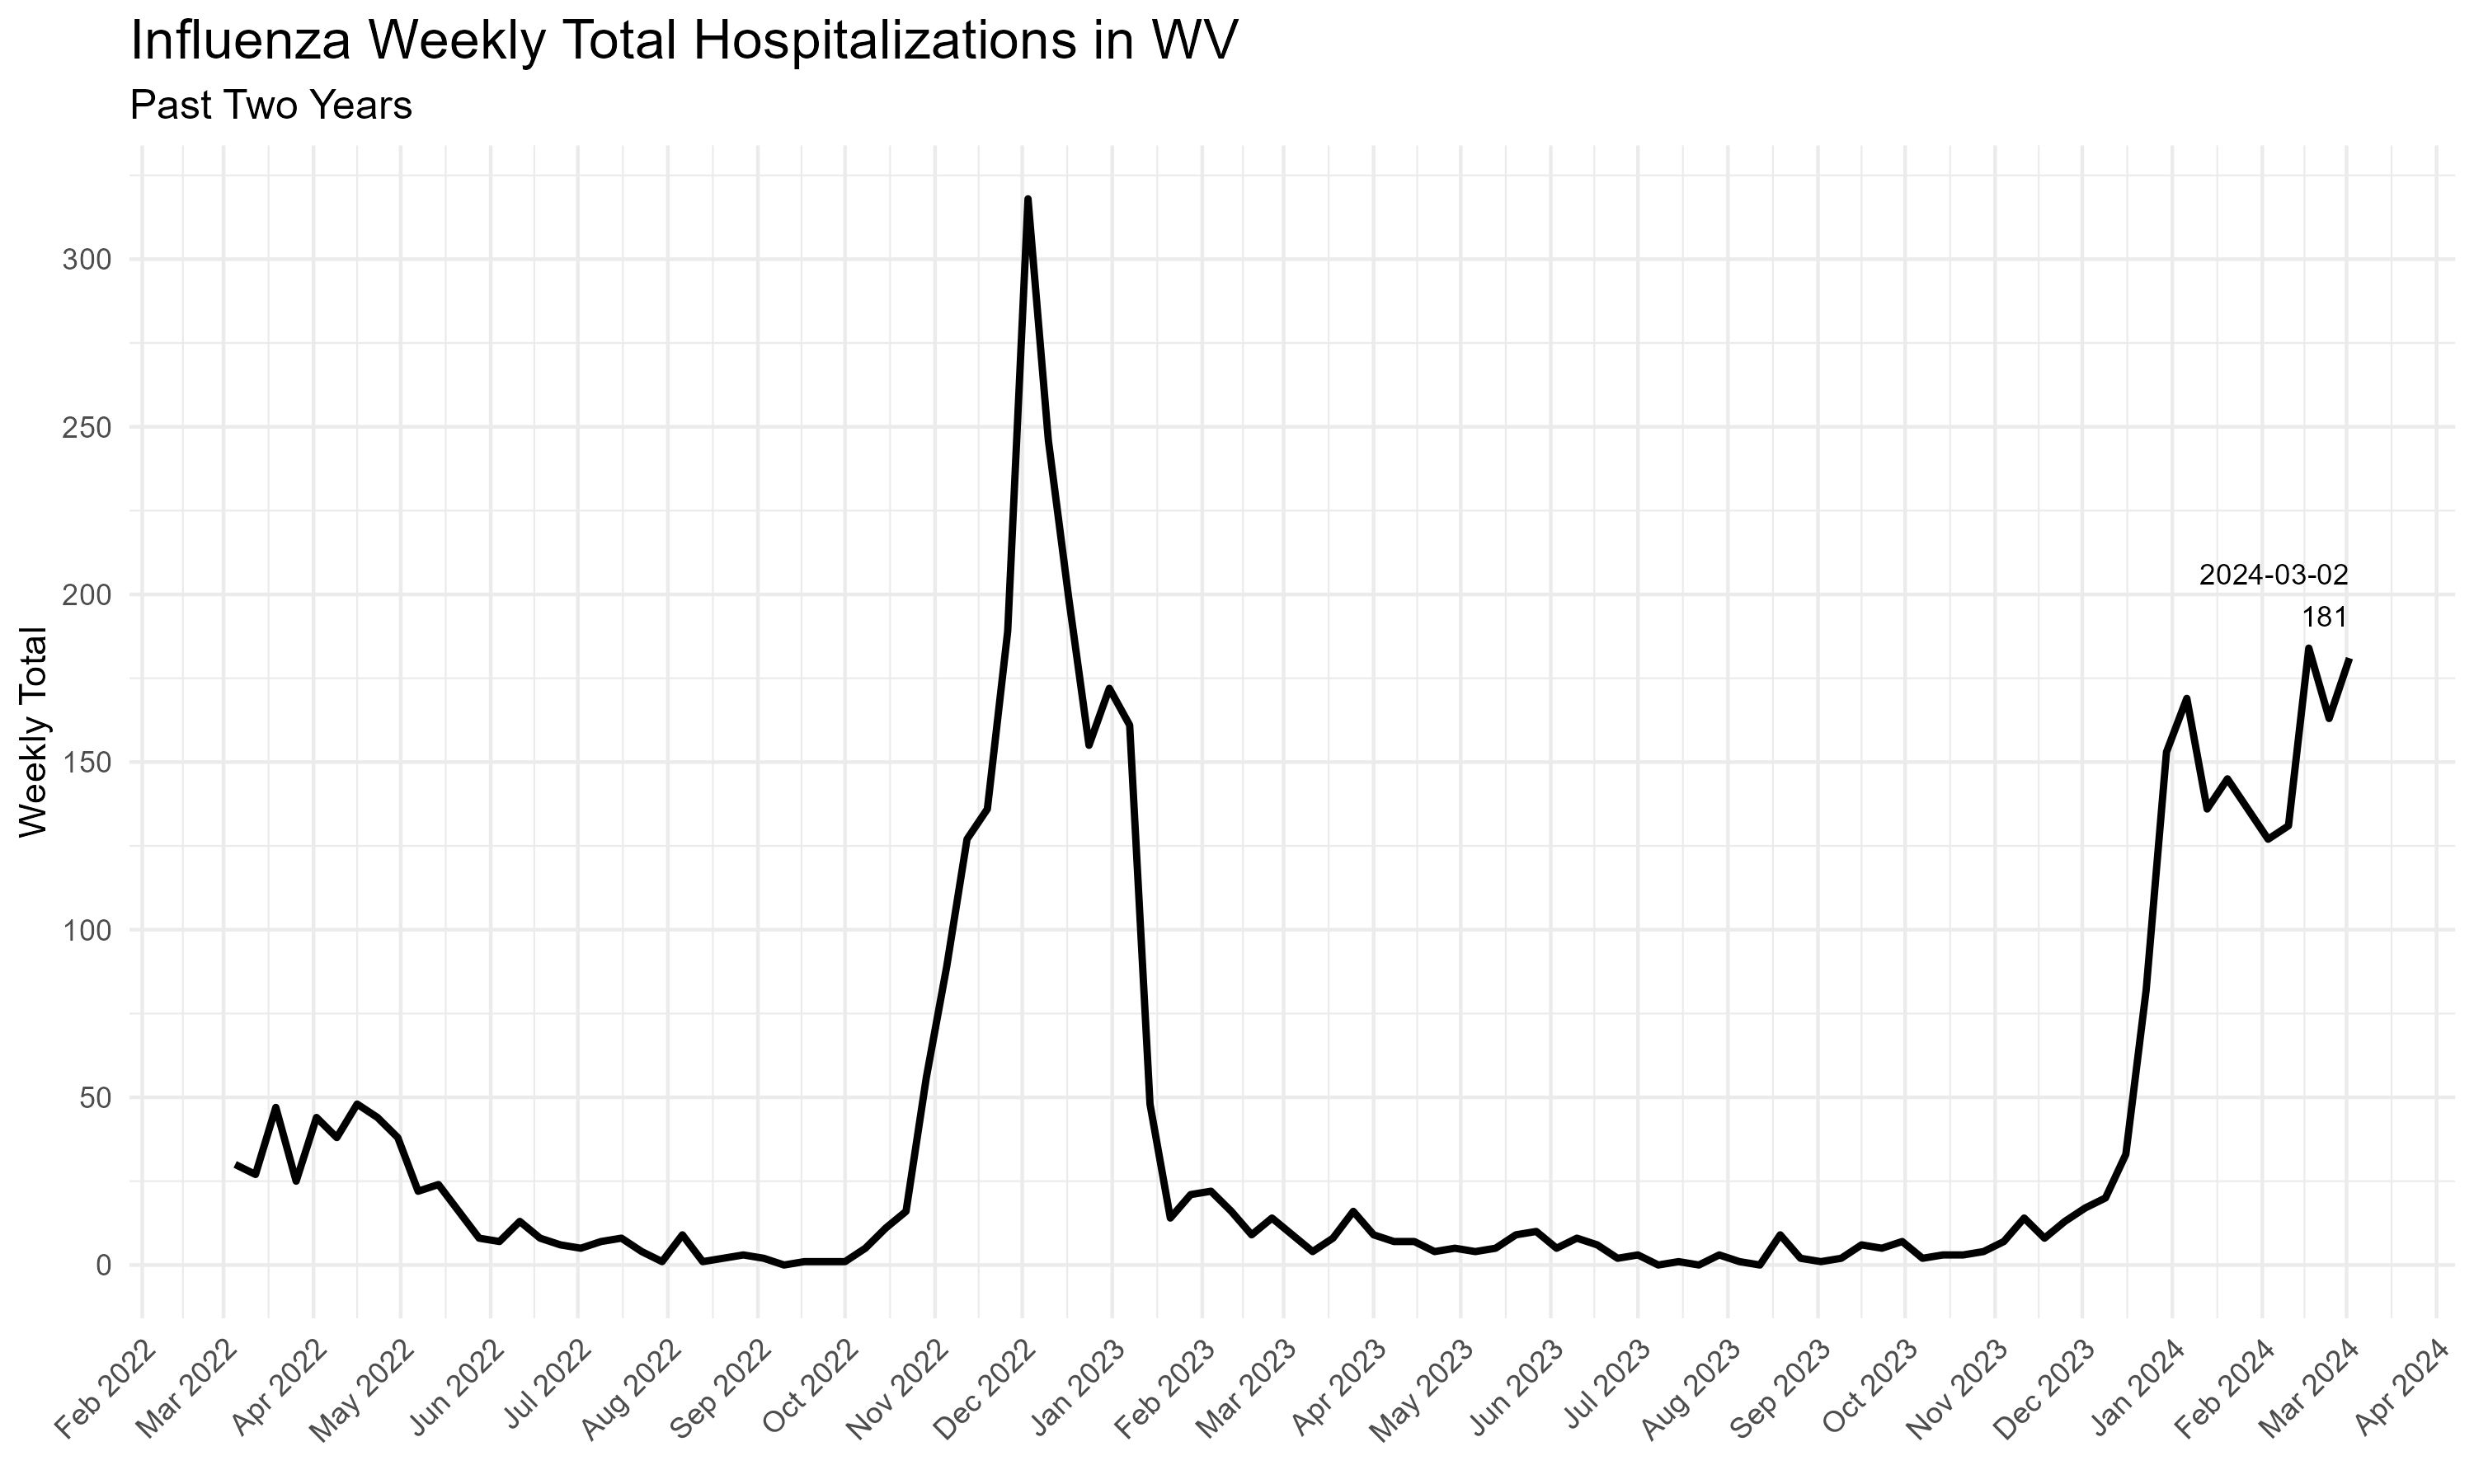 Influenza Weekly Total Hospitalizations in WV
Past Two Years
Weekly Total
300
250
200
150
100
50
0
2024-03-02
181
Feb 2022
Mar 2022
Apr 2022
May 2022
Jun 2022
Jul 2022
Aug 2022
Sep 2022
Oct 2022
Nov 2022
Dec 2022
Jan 2023
Feb 2023
Mar 2023
Apr 2023
May 2023
Jun 2023
Jul 2023
Aug 2023
Sep 2023
Oct 2023
Nov 2023
Dec 2023
Jan 2024
Feb 2024
Mar 2024
Apr 2024